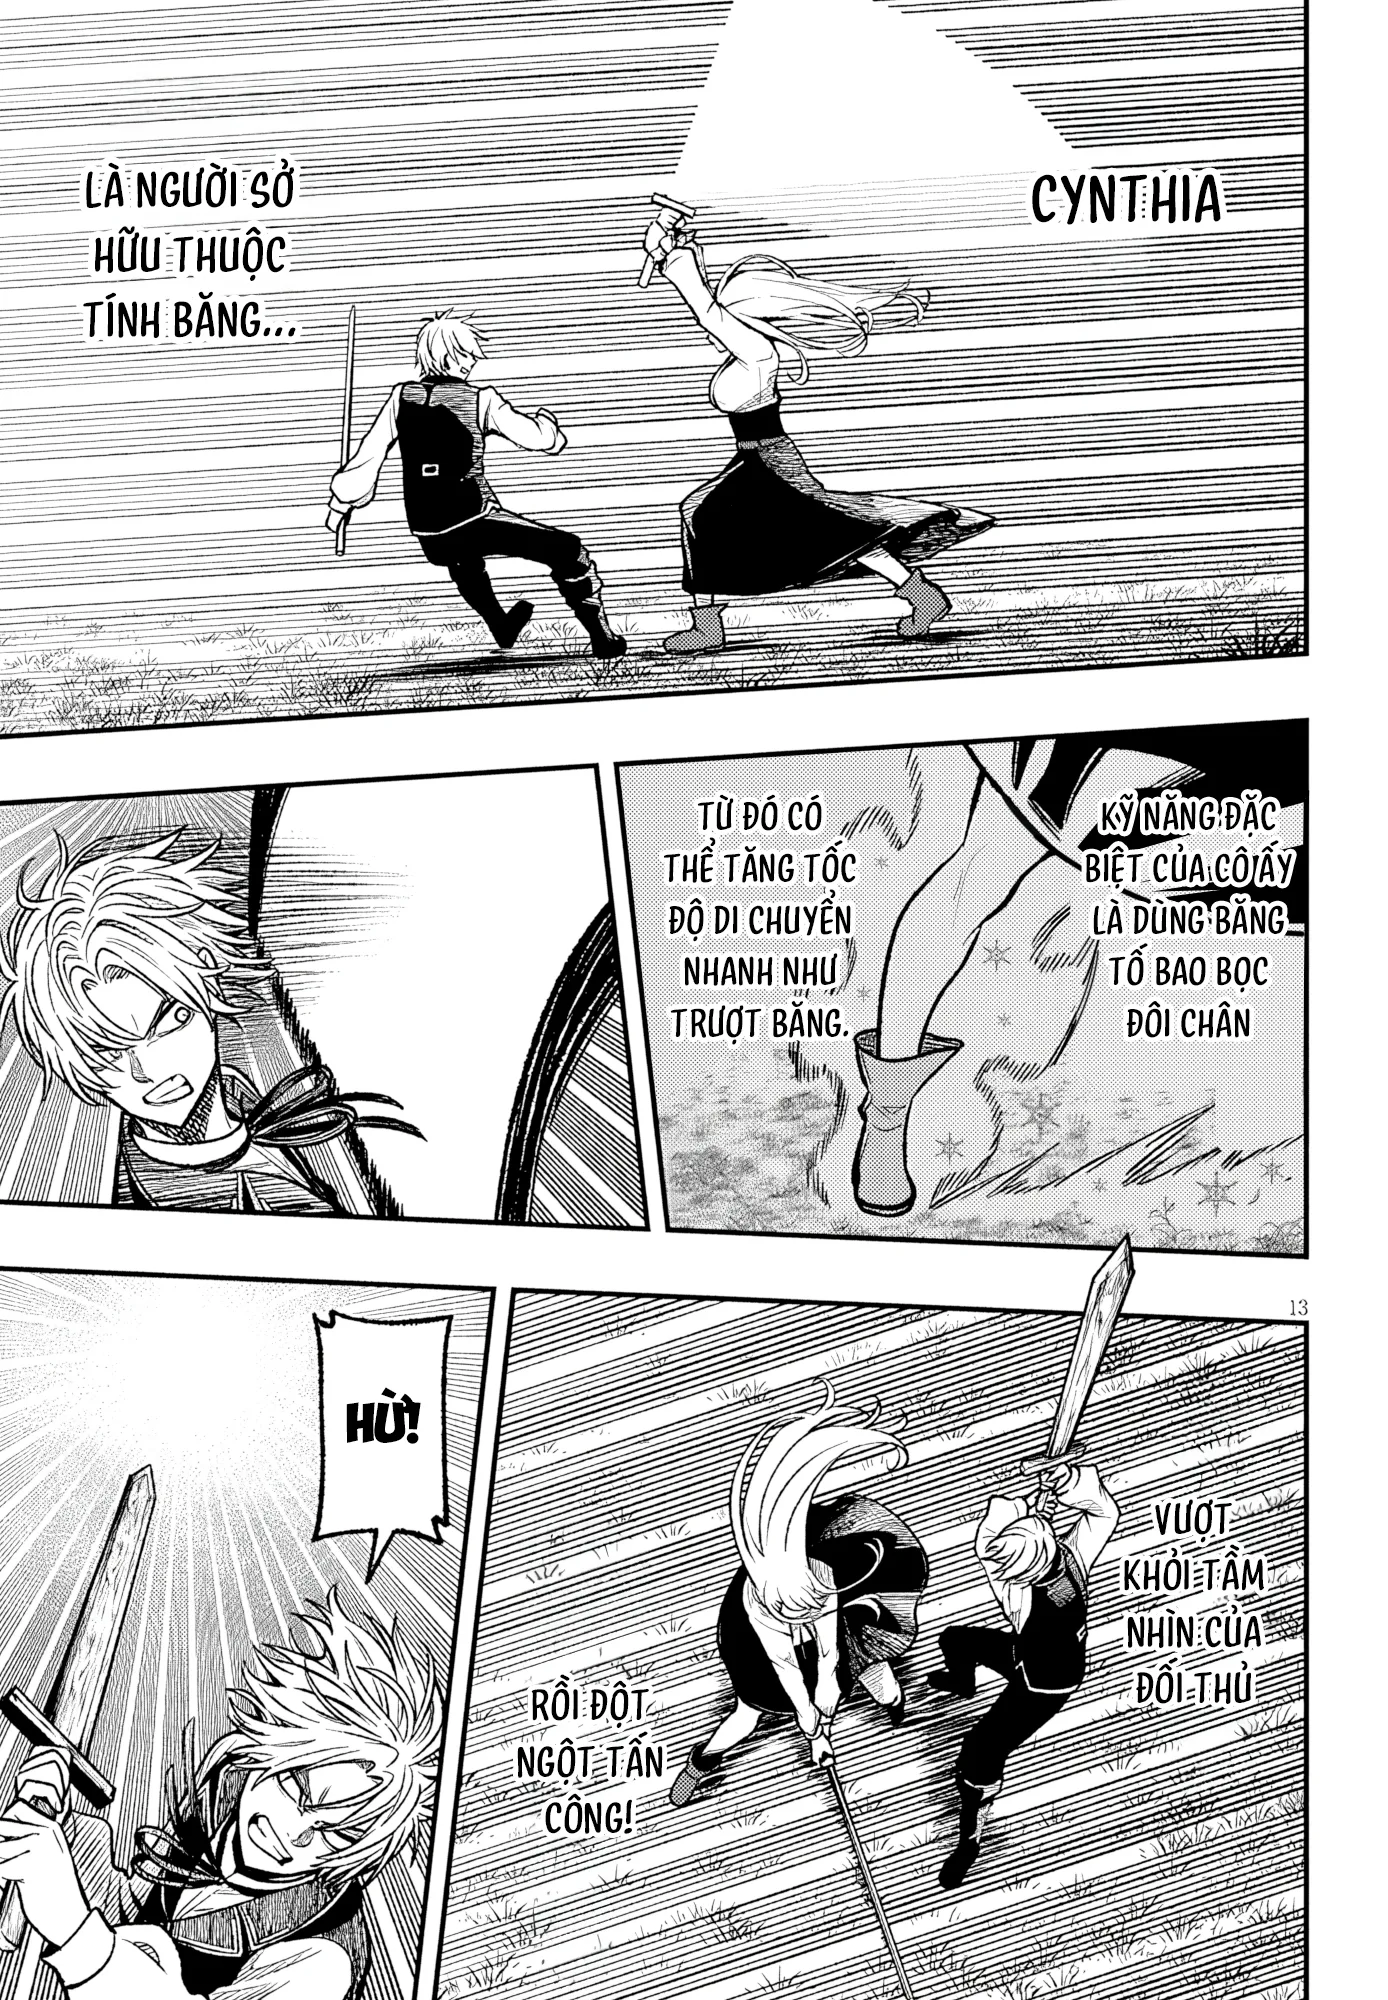 CYNTHIA
LÀ NGƯỜI SỞ
HỮU THUỘC
TÍNH BĂNG...
KỸ NĂNG ĐẶC
BIỆT CỦA CÔ ẤY
LÀ DÙNG BĂNG
TỐ BAO BỌC
ĐÔI CHÂN
TỪ ĐÓ CÓ
THỂ TĂNG TỐC
ĐỘ DI CHUYỂN
NHANH NHƯ
TRƯỢT BĂNG.
13
VƯỢT
KHỎI TẦM
NHÌN CỦA
ĐỐI THỦ
RỒI ĐỘT
NGỘT TẤN
CÔNG!
HỪ!